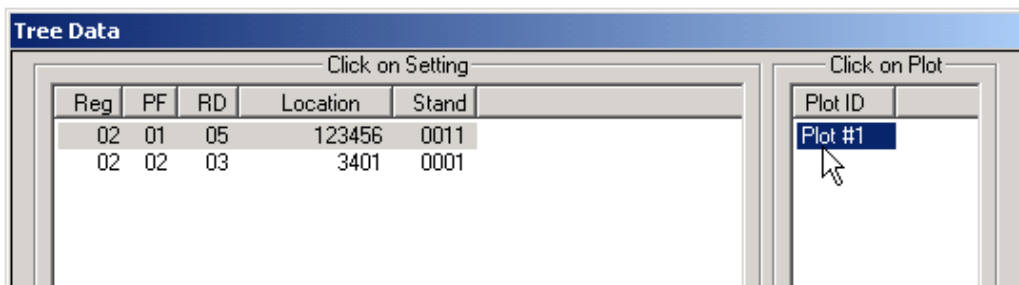 Tree Data
Click on Setting
Click on Plot
Reg PF RD Location Stand
Plot ID
02 01 05 123456 0011
Plot #1
02 02 03 3401 0001